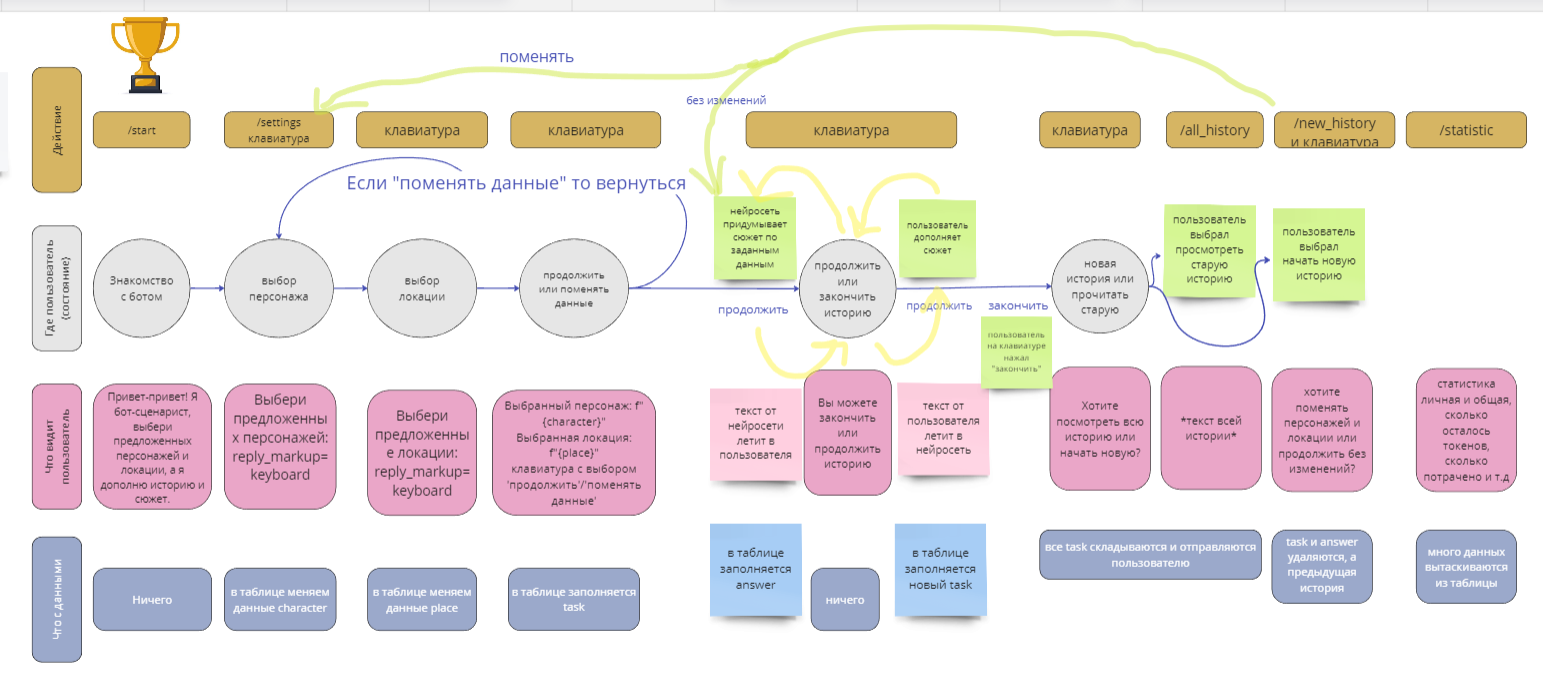 поменять
без изменений
Действие
/start
/settings
клавиатура
клавиатура
клавиатура
клавиатура
клавиатура
/all_history
/new_history
и клавиатура
/statistic
Если "поменять данные" то вернуться
Где пользователь
{состояние}
Знакомство
с ботом
выбор
персонажа
выбор
локации
продолжить
или поменять
данные
продолжить
нейросеть
придумывает
сюжет по
заданным
данным
продолжить
или
закончить
историю
пользователь
дополняет
сюжет
продолжить
закончить
пользователь
на клавиатуре
нажал
"закончить"
новая
история или
прочитать
старую
пользователь
выбрал
просмотреть
старую
историю
пользователь
выбрал
начать новую
историю
Что видит
пользователь
Привет-привет! Я
бот-сценарист,
выбери
предложенных
персонажей и
локации, а я
дополню историю и
сюжет.
Выбери
предложенны
х персонажей:
reply_markup=
keyboard
Выбери
предложенны
е локации:
reply_markup=
keyboard
Выбранный персонаж: f"
{character}"
Выбранная локация:
f"{place}"
клавиатура с выбором
'продолжить'/'поменять
данные'
текст от
нейросети
летит в
пользователя
Вы можете
закончить
или
продолжить
историю
текст от
пользователя
летит в
нейросеть
Хотите
посмотреть всю
историю или
начать новую?
*текст всей
истории*
хотите
поменять
персонажей и
локации или
продолжить без
изменений?
статистика
личная и общая,
сколько
осталось
токенов,
сколько
потрачено и т.д
Что с данными
Ничего
в таблице меняем
данные character
в таблице меняем
данные place
в таблице заполняется
task
в таблице
заполняется
answer
ничего
в таблице
заполняется
новый task
все task складываются и отправляются
пользователю
task и answer
удаляются, а
предыдущая
история
много данных
вытаскиваются
из таблицы